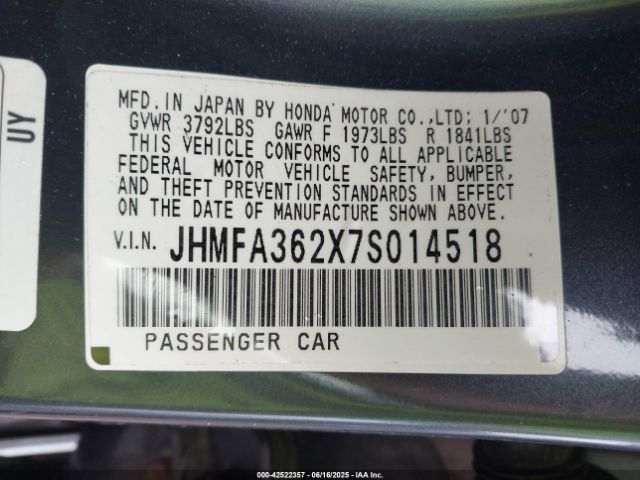 UY
MFD. IN JAPAN BY HONDA MOTOR CO.,LTD; 1/'07
GVWR 3792LBS GAWR F 1973LBS R 1841LBS
THIS VEHICLE CONFORMS TO ALL APPLICABLE
FEDERAL MOTOR VEHICLE SAFETY, BUMPER,
AND THEFT PREVENTION STANDARDS IN EFFECT
ON THE DATE OF MANUFACTURE SHOWN ABOVE.
V.I.N. JHMFA362X7S014518
PASSENGER CAR
000-42522357 - 06/16/2025 - IAAI.COM